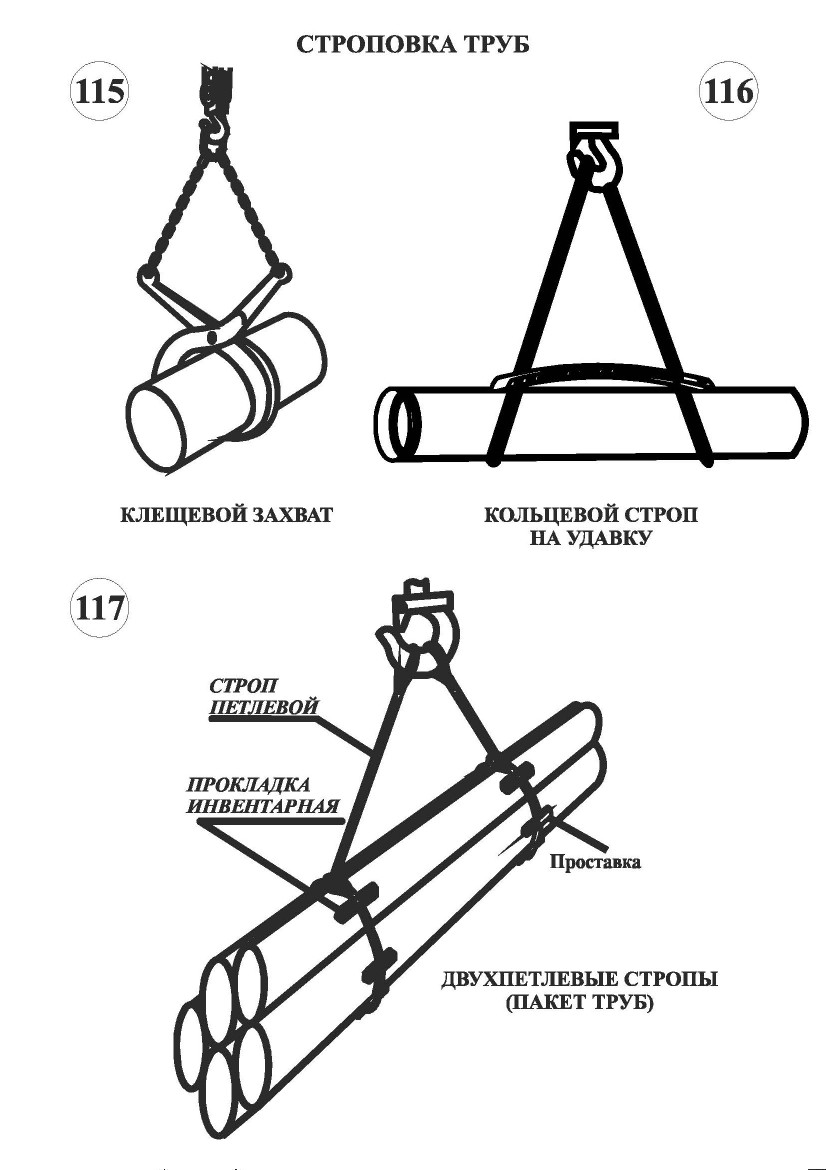 СТРОПОВКА ТРУБ
115
116
КЛЕЩЕВОЙ ЗАХВАТ
КОЛЬЦЕВОЙ СТРОП
НА УДАВКУ
117
СТРОП
ПЕТЛЕВОЙ
ПРОКЛАДКА
ИНВЕНТАРНАЯ
Проставка
ДВУХПЕТЛЕВЫЕ СТРОПЫ
(ПАКЕТ ТРУБ)